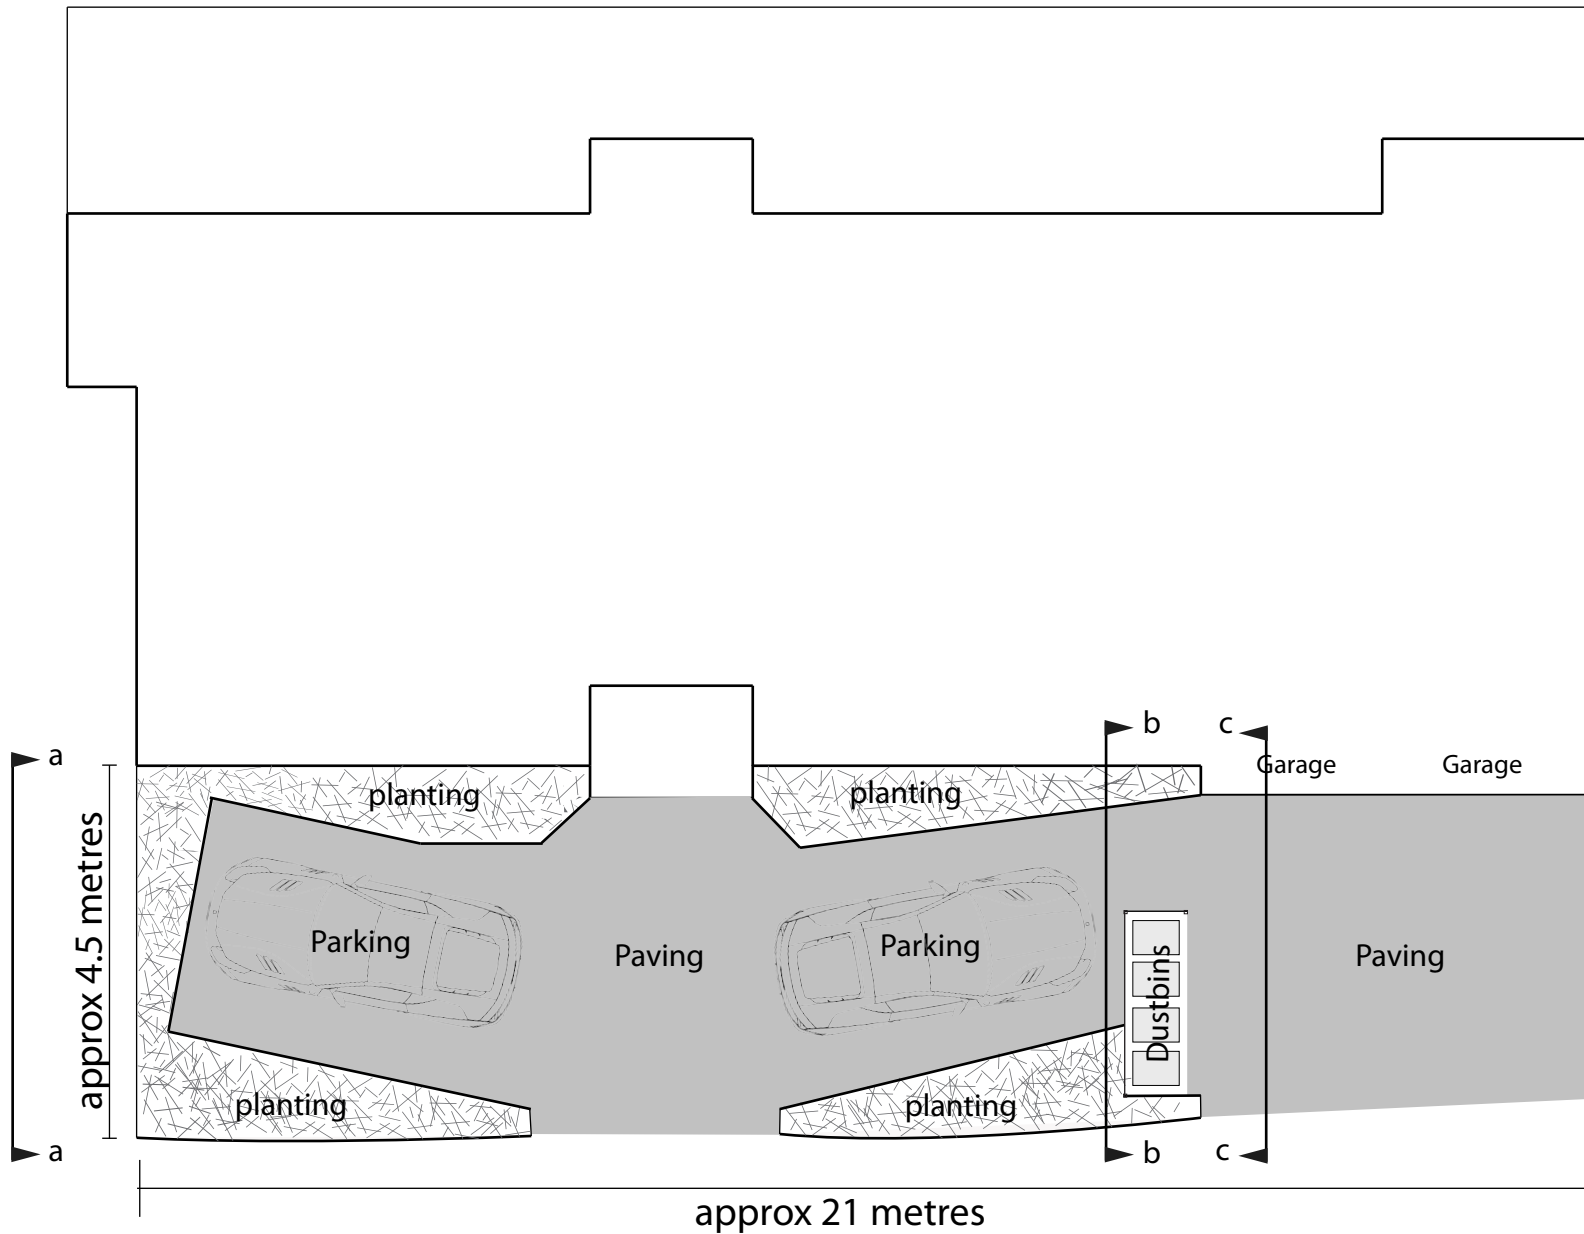 b
c
a
Garage
Garage
planting
planting
approx 4.5 metres
Parking
Paving
Parking
Dustbins
Paving
planting
planting
a
b
c
approx 21 metres